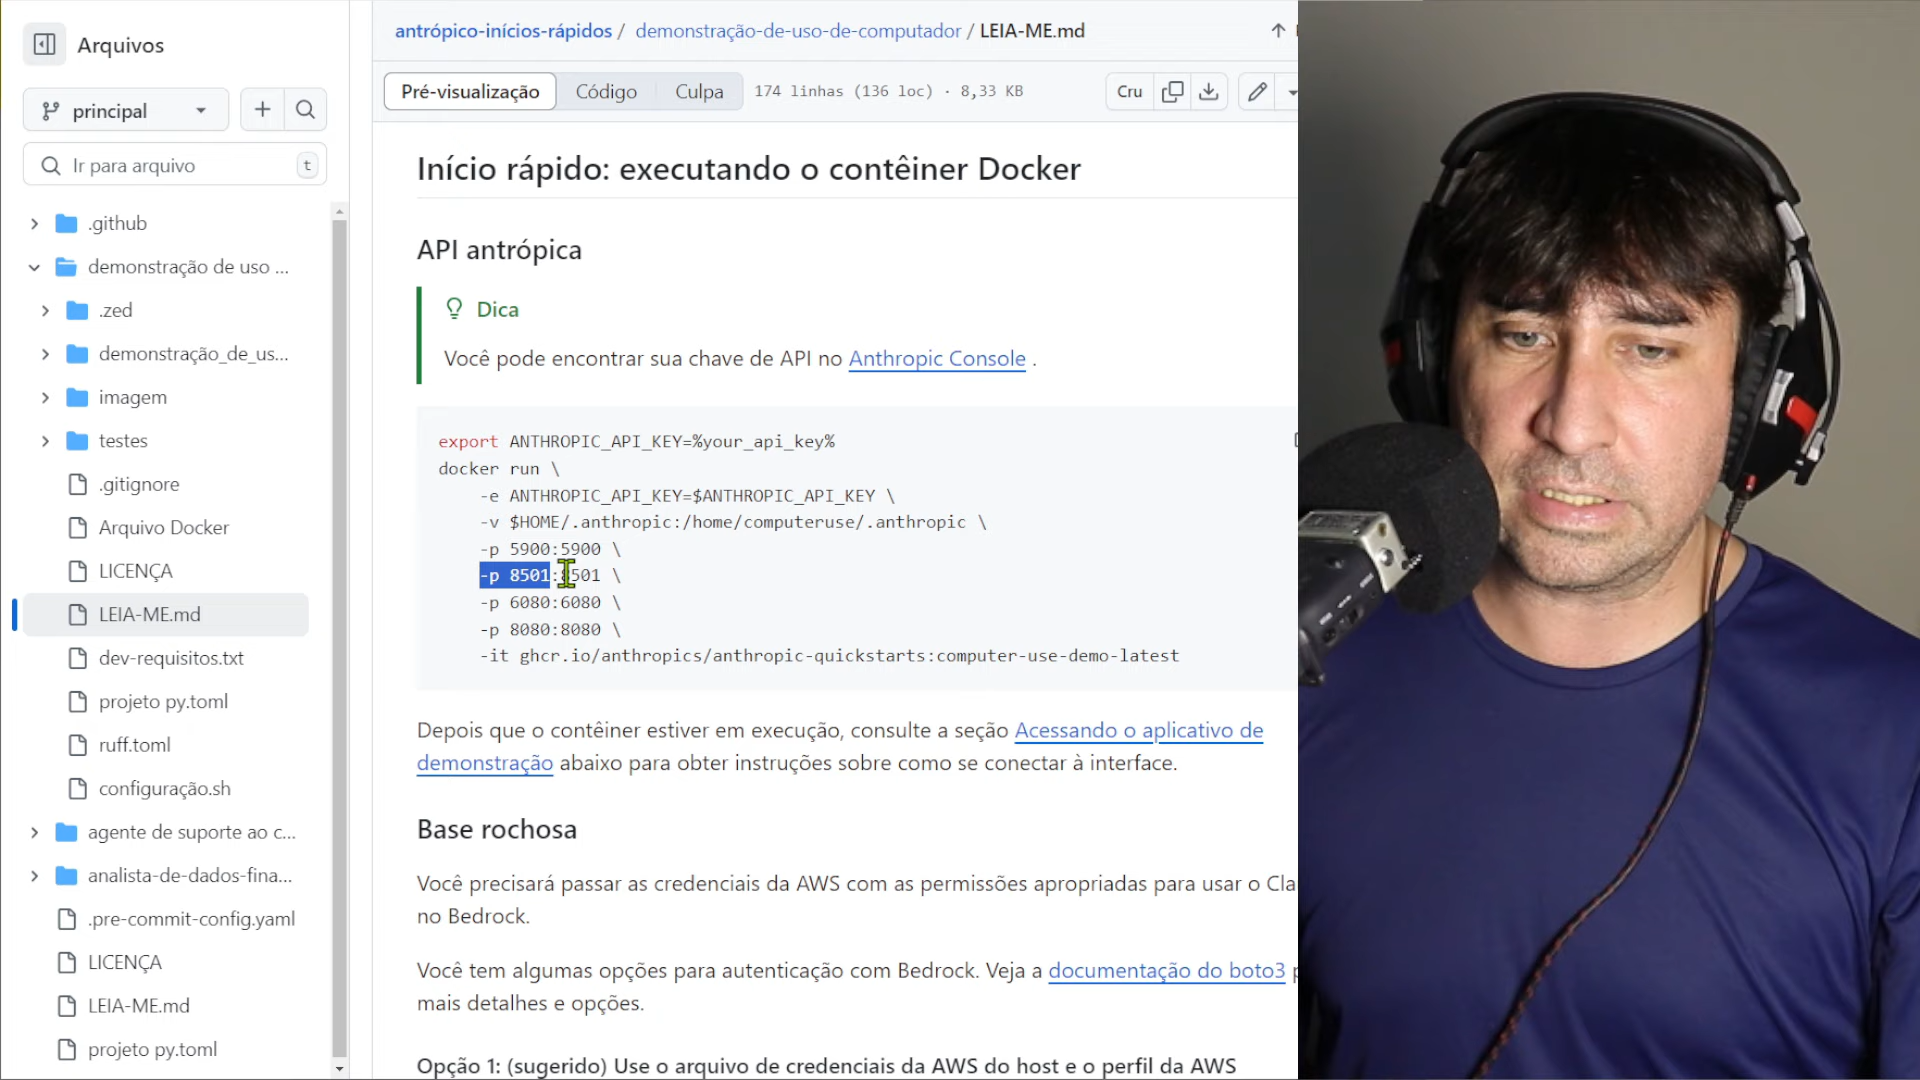 Arquivos
principal
Ir para arquivo
t
.github
demonstração de uso ...
.zed
demonstração_de_us...
imagem
testes
.gitignore
Arquivo Docker
LICENÇA
LEIA-ME.md
dev-requisitos.txt
projeto py.toml
ruff.toml
configuração.sh
agente de suporte ao c...
analista-de-dados-fina...
.pre-commit-config.yaml
LICENÇA
LEIA-ME.md
projeto py.toml
antrópico-inícios-rápidos / demonstração-de-uso-de-computador / LEIA-ME.md
Pré-visualização Código Culpa 174 linhas (136 loc) · 8,33 KB Cru
Início rápido: executando o contêiner Docker
API antrópica
Dica
Você pode encontrar sua chave de API no Anthropic Console .
export ANTHROPIC_API_KEY=%your_api_key%
docker run \
-e ANTHROPIC_API_KEY=$ANTHROPIC_API_KEY \
-v $HOME/.anthropic:/home/computeruse/.anthropic \
-p 5900:5900 \
-p 8501:8501 \
-p 6080:6080 \
-p 8080:8080 \
-it ghcr.io/anthropics/anthropic-quickstarts:computer-use-demo-latest
Depois que o contêiner estiver em execução, consulte a seção Acessando o aplicativo de
demonstração abaixo para obter instruções sobre como se conectar à interface.
Base rochosa
Você precisará passar as credenciais da AWS com as permissões apropriadas para usar o Cla
no Bedrock.
Você tem algumas opções para autenticação com Bedrock. Veja a documentação do boto3 p
mais detalhes e opções.
Opção 1: (sugerido) Use o arquivo de credenciais da AWS do host e o perfil da AWS